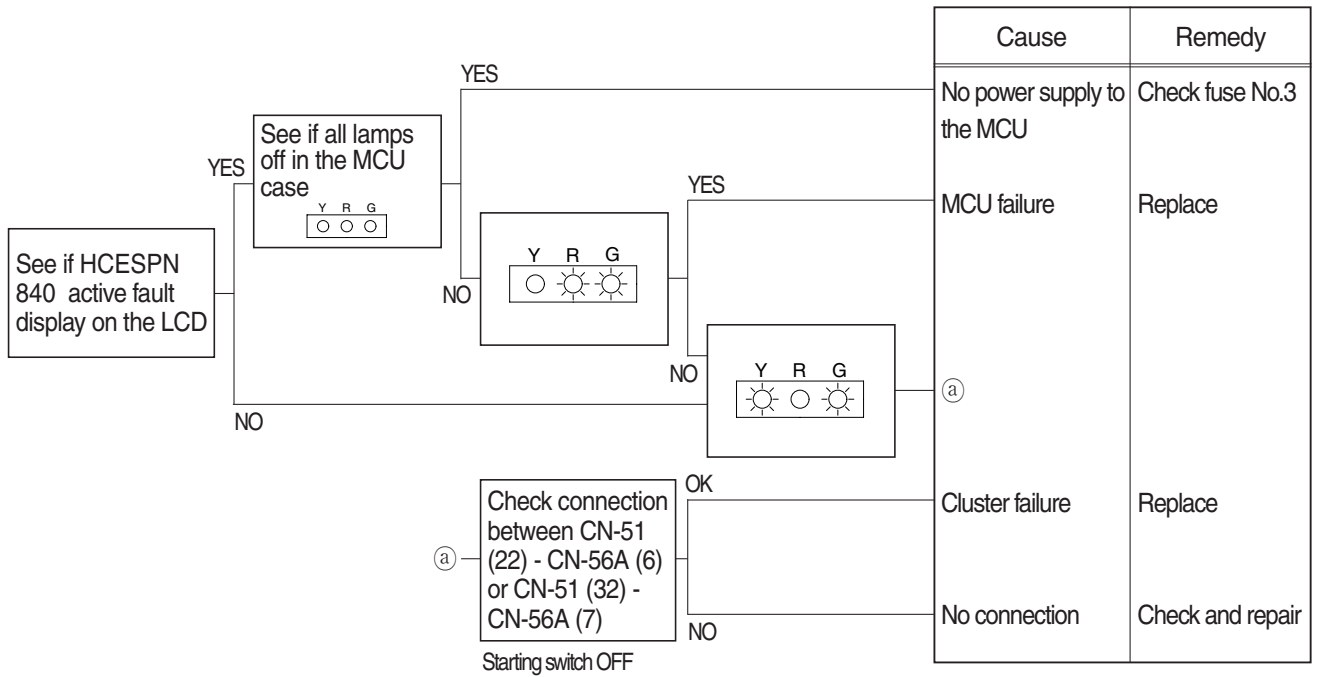 Cause
Remedy
YES
No power supply to
the MCU
Check fuse No.3
See if all lamps
off in the MCU
case
Y R G
YES
YES
MCU failure
Replace
See if HCESPN
840 active fault
display on the LCD
Y R G
NO
NO
Y R G
ⓐ
NO
Check connection
between CN-51
(22) - CN-56A (6)
or CN-51 (32) -
CN-56A (7)
OK
Cluster failure
Replace
ⓐ
No connection
Check and repair
NO
Starting switch OFF